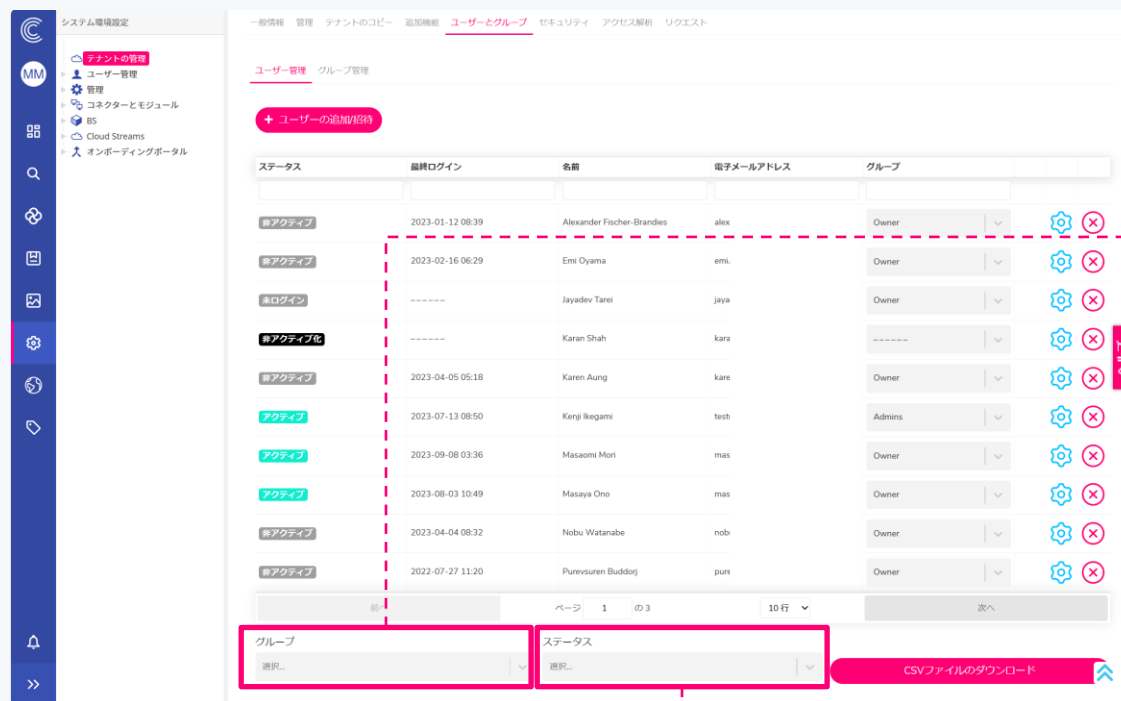 システム環境設定
一般情報 管理 テナントのコピー 追加機能 ユーザーとグループ セキュリティ アクセス解析 リクエスト
MM
テナントの管理
ユーザー管理
管理
コネクターとモジュール
BS
Cloud Streams
オンボーディングポータル
ユーザー管理 グループ管理
+ ユーザーの追加/招待
ステータス 最終ログイン 名前 電子メールアドレス グループ
非アクティブ 2023-01-12 08:39 Alexander Fischer-Brandies alex Owner
非アクティブ 2023-02-16 06:29 Emi Oyama emi. Owner
未ログイン ------ Jayadev Tarei jaya Owner
非アクティブ化 ------ Karan Shah kara ------
非アクティブ 2023-04-05 05:18 Karen Aung kare Owner
アクティブ 2023-07-13 08:50 Kenji Ikegami test Admins
アクティブ 2023-09-08 03:36 Masaomi Mori mas Owner
アクティブ 2023-08-03 10:49 Masaya Ono mas Owner
非アクティブ 2023-04-04 08:32 Nobu Watanabe nob Owner
非アクティブ 2022-07-27 11:20 Purevsuren Buddorj pure Owner
前へ ページ 1 の 3 10 行 次へ
グループ ステータス
選択... 選択...
CSVファイルのダウンロード